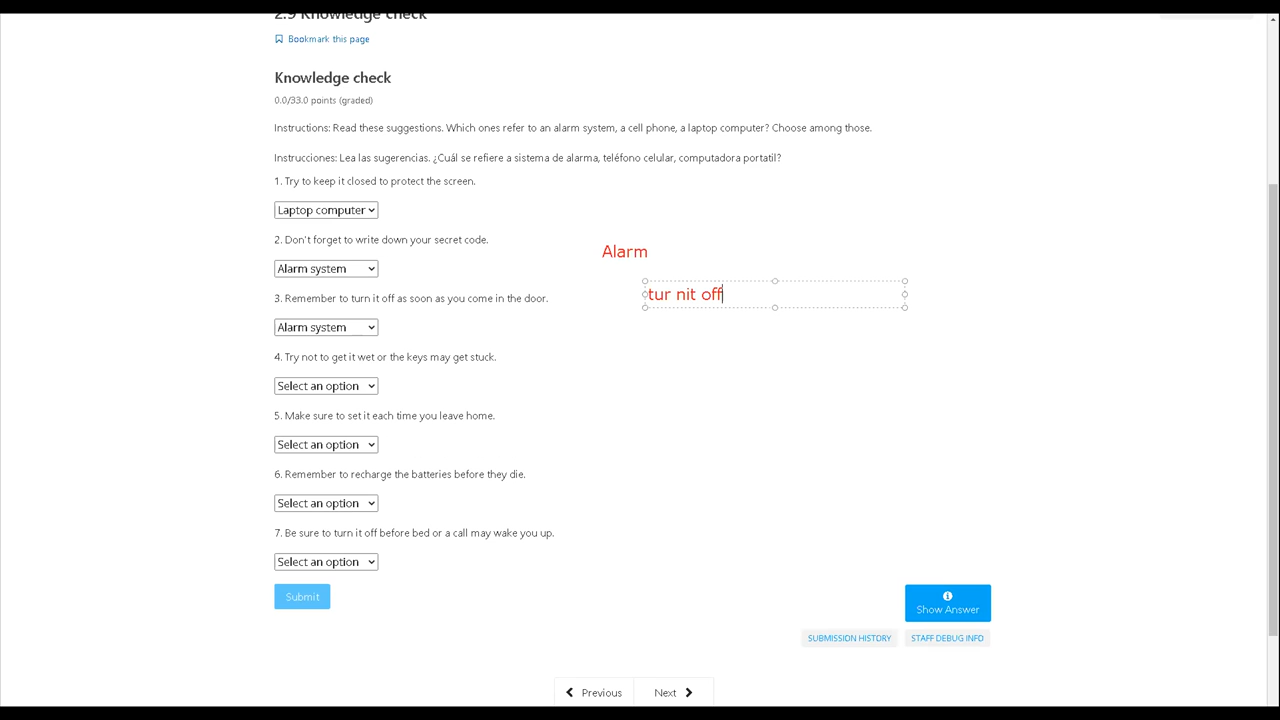 2.9 Knowledge check
Bookmark this page
Knowledge check
0.0/33.0 points (graded)
Instructions: Read these suggestions. Which ones refer to an alarm system, a cell phone, a laptop computer? Choose among those.
Instrucciones: Lea las sugerencias. ¿Cuál se refiere a sistema de alarma, teléfono celular, computadora portatil?
1. Try to keep it closed to protect the screen.
Laptop computer
2. Don't forget to write down your secret code.
Alarm
Alarm system
tur nit off
3. Remember to turn it off as soon as you come in the door.
Alarm system
4. Try not to get it wet or the keys may get stuck.
Select an option
5. Make sure to set it each time you leave home.
Select an option
6. Remember to recharge the batteries before they die.
Select an option
7. Be sure to turn it off before bed or a call may wake you up.
Select an option
Submit
Show Answer
SUBMISSION HISTORY
STAFF DEBUG INFO
Previous
Next